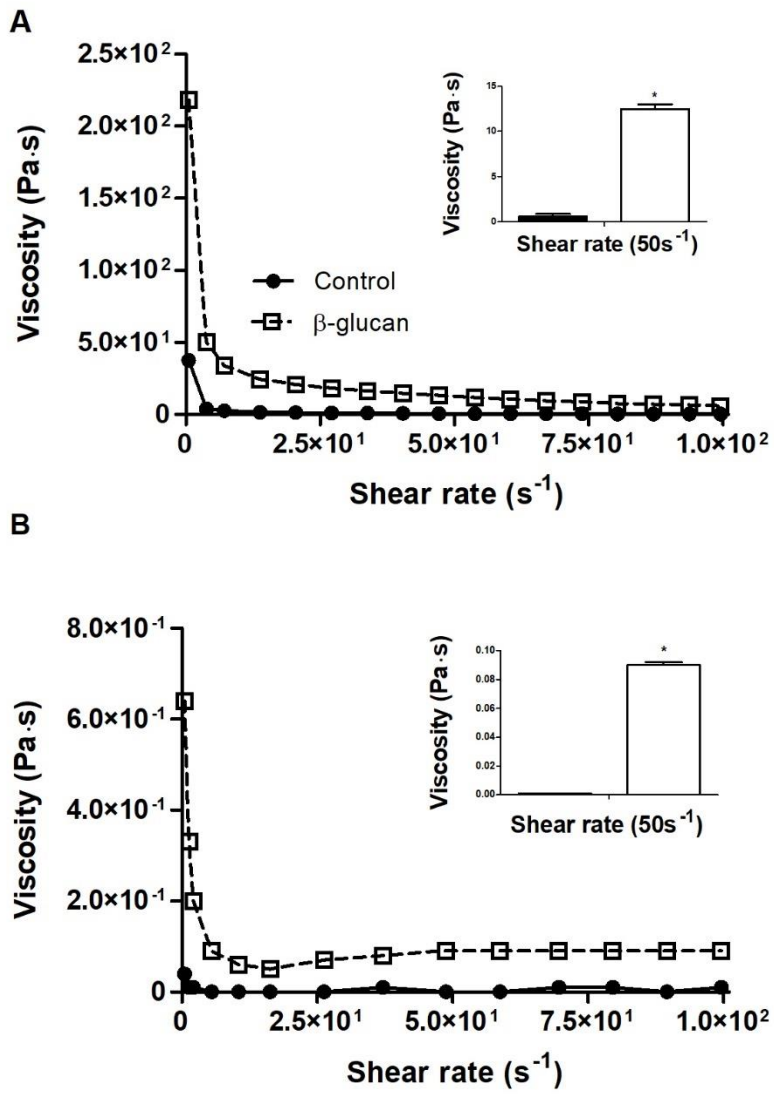 A
Viscosity (Pa·s)
2.5×10²
2.0×10²
1.5×10²
1.0×10²
5.0×10¹
0
0
2.5×10¹
5.0×10¹
7.5×10¹
1.0×10²
Shear rate (s⁻¹)
Control
β-glucan
Viscosity (Pa·s)
15
10
5
0
*
Shear rate (50s⁻¹)
B
Viscosity (Pa·s)
8.0×10⁻¹
6.0×10⁻¹
4.0×10⁻¹
2.0×10⁻¹
0
0
2.5×10¹
5.0×10¹
7.5×10¹
1.0×10²
Shear rate (s⁻¹)
Viscosity (Pa·s)
0.10
0.08
0.06
0.04
0.02
0.00
*
Shear rate (50s⁻¹)